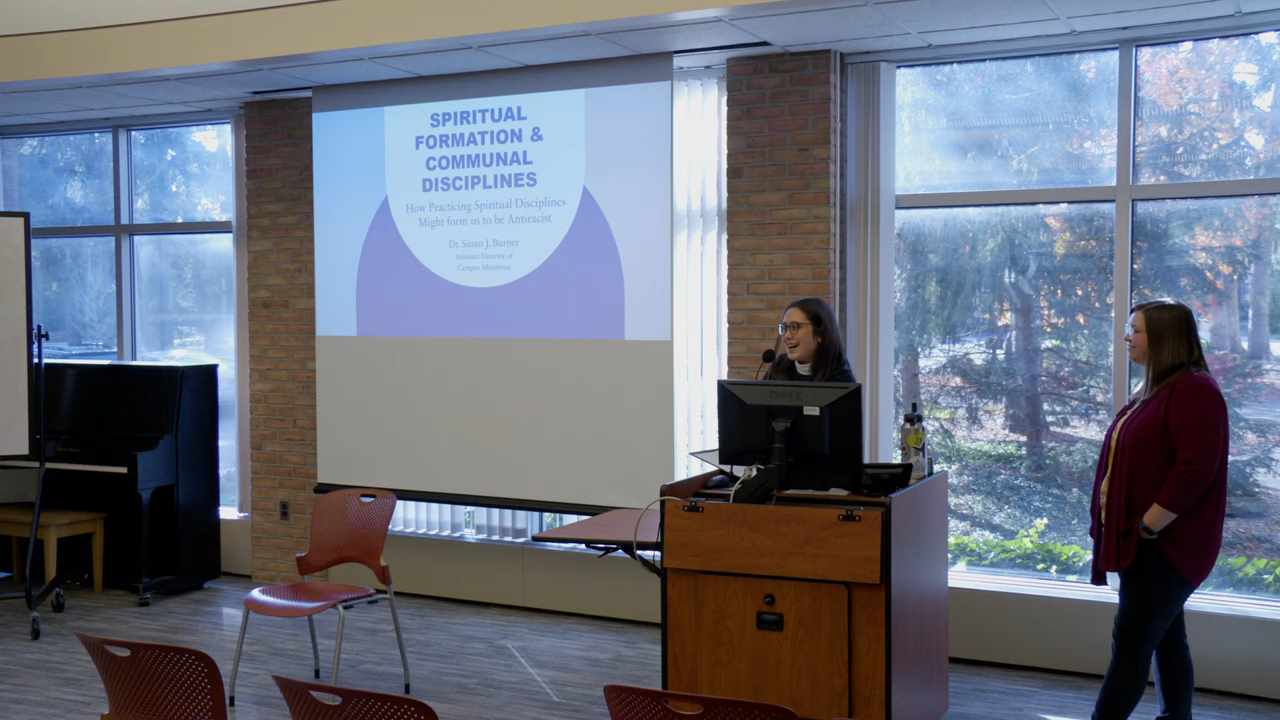 SPIRITUAL
FORMATION &
COMMUNAL
DISCIPLINES
How Practicing Spiritual Disciplines
Might form us to be Antiracist
Dr. Susan J. Burner
Assistant Director of
Campus Ministries
DELL